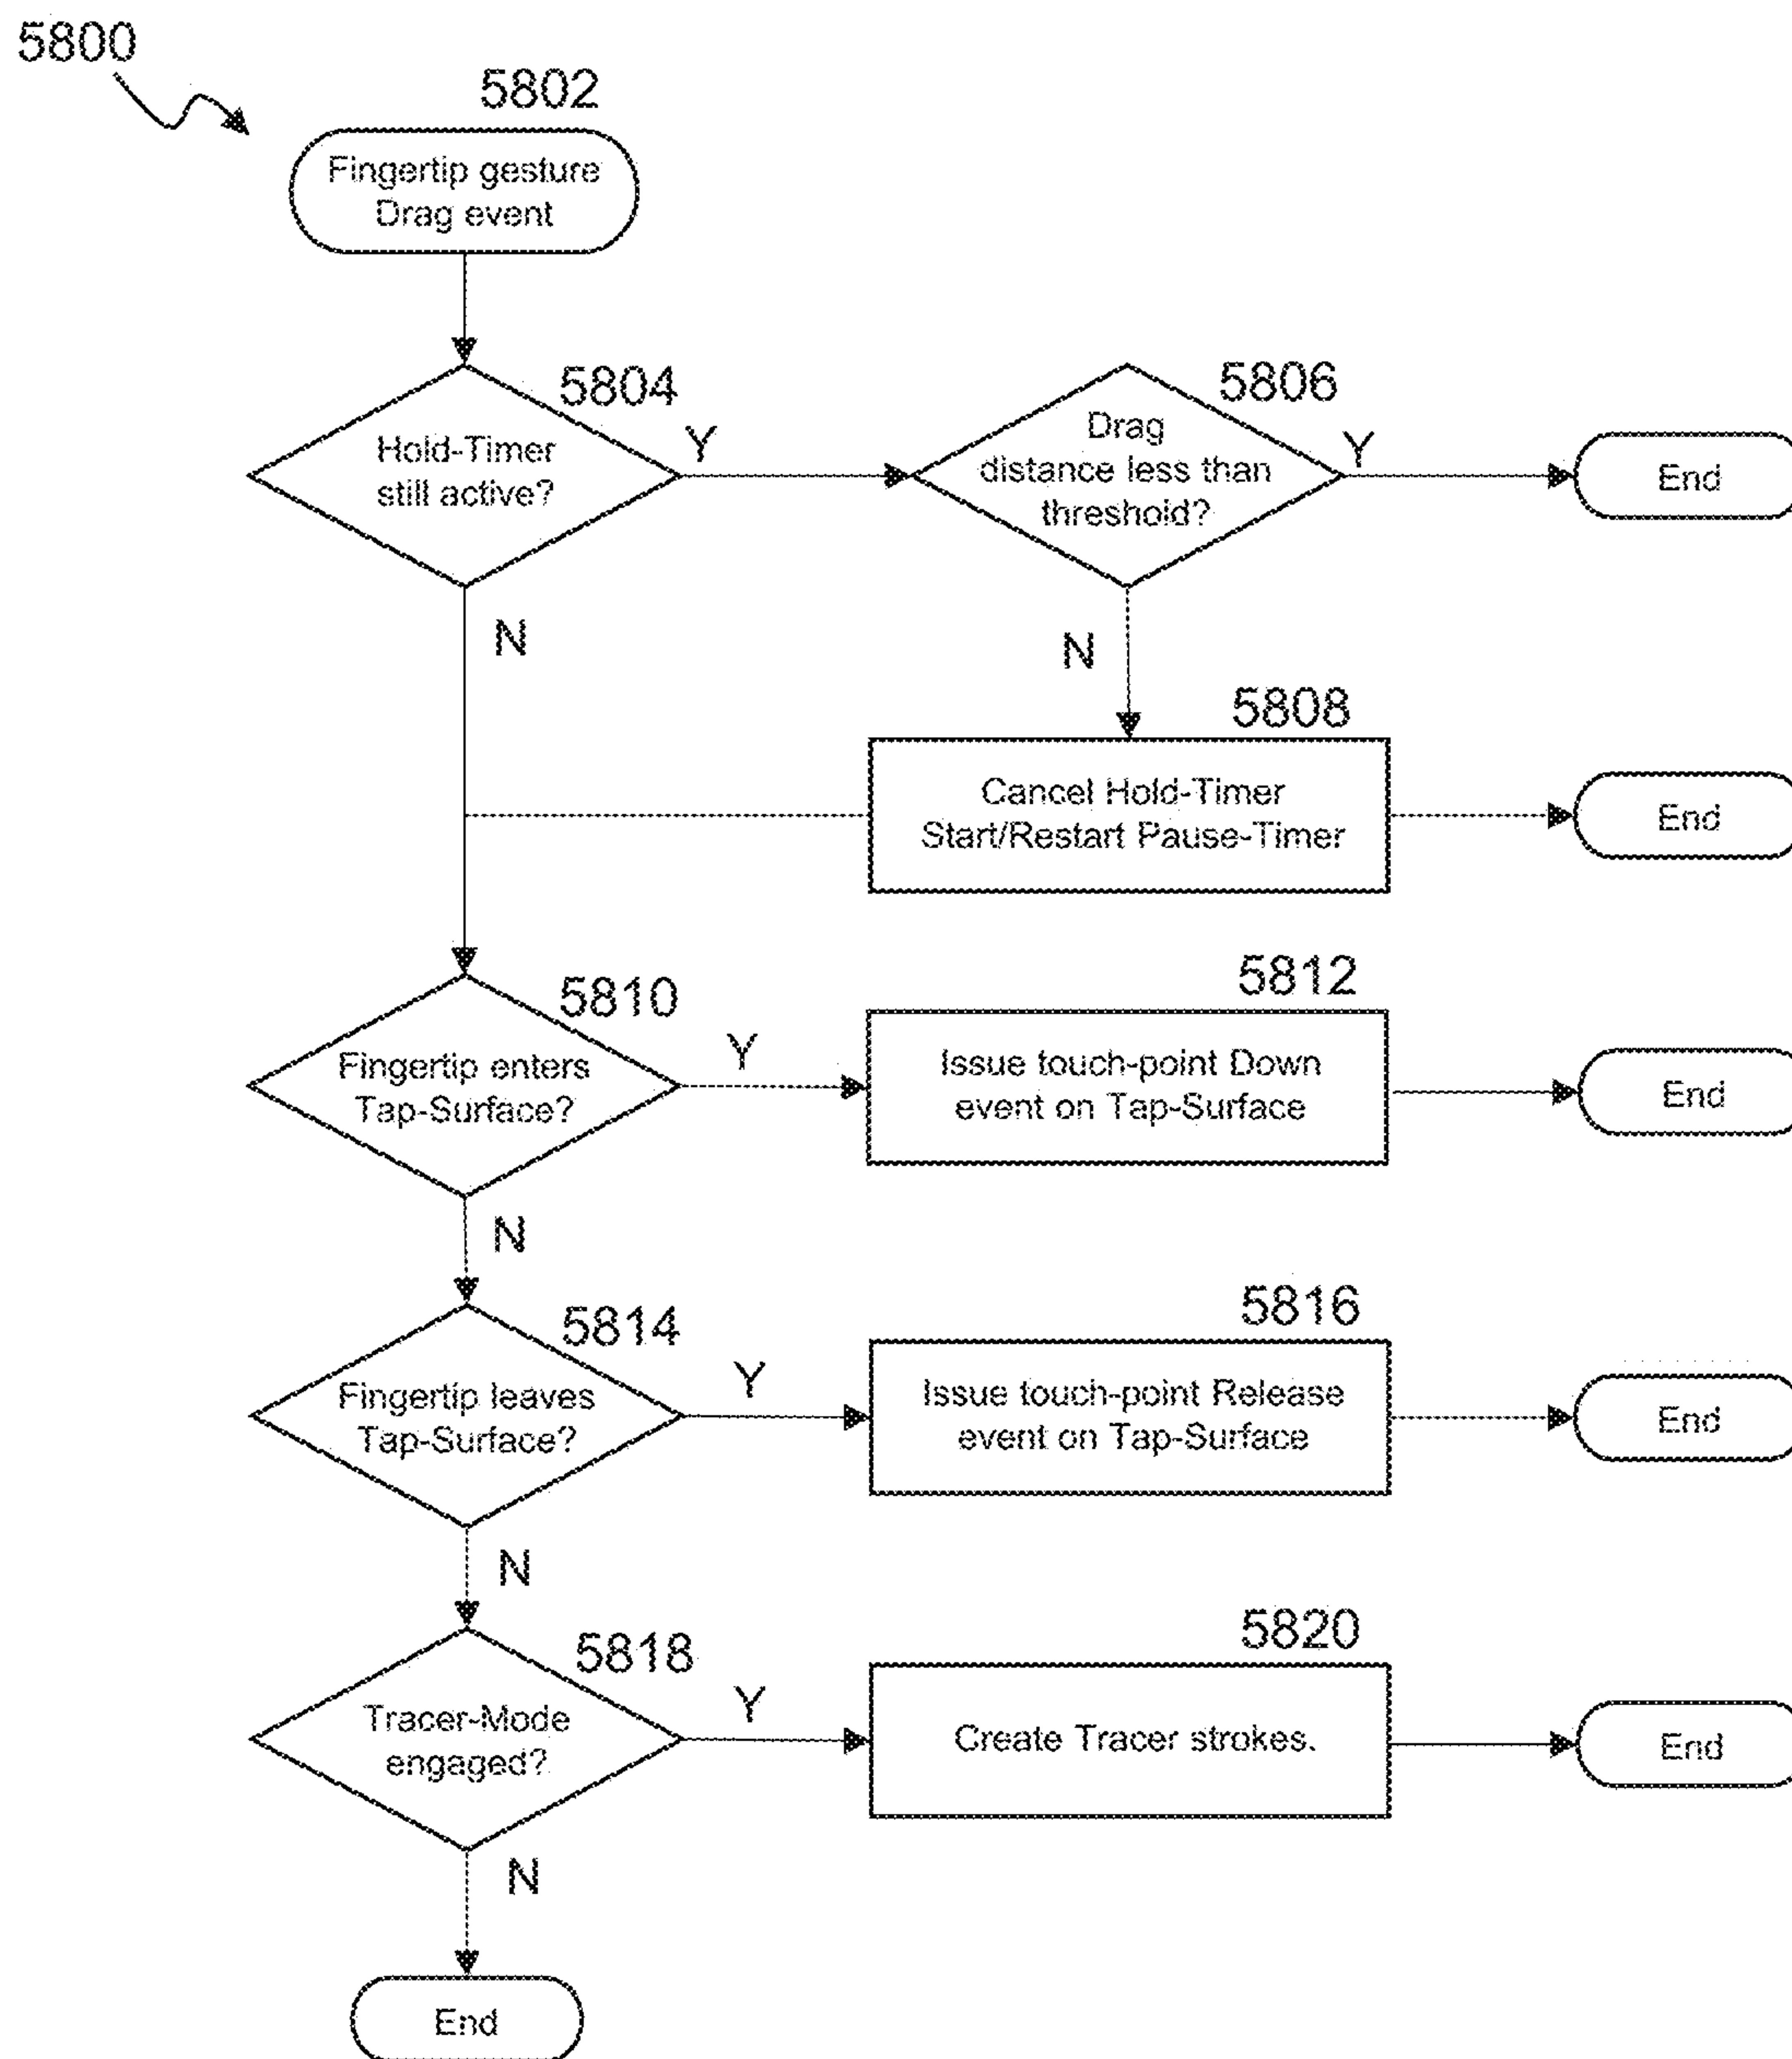 5800
5802
Fingertip gesture
Drag event
5804
Hold-Timer
still active?
Y
N
5806
Drag
distance less than
threshold?
Y
End
N
5808
Cancel Hold-Timer
Start/Restart Pause-Timer
End
5810
Fingertip enters
Tap-Surface?
Y
N
5812
Issue touch-point Down
event on Tap-Surface
End
5814
Fingertip leaves
Tap-Surface?
Y
N
5816
Issue touch-point Release
event on Tap-Surface
End
5818
Tracer-Mode
engaged?
Y
N
5820
Create Tracer strokes.
End
End